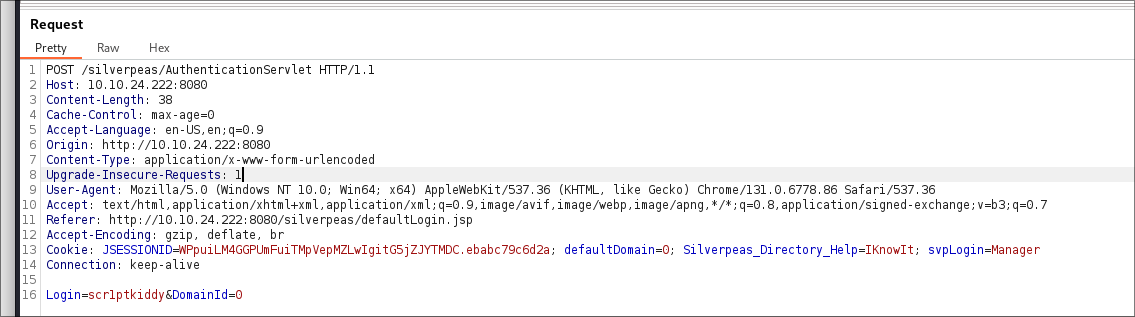 Request
Pretty Raw Hex
1 POST /silverpeas/AuthenticationServlet HTTP/1.1
2 Host: 10.10.24.222:8080
3 Content-Length: 38
4 Cache-Control: max-age=0
5 Accept-Language: en-US,en;q=0.9
6 Origin: http://10.10.24.222:8080
7 Content-Type: application/x-www-form-urlencoded
8 Upgrade-Insecure-Requests: 1
9 User-Agent: Mozilla/5.0 (Windows NT 10.0; Win64; x64) AppleWebKit/537.36 (KHTML, like Gecko) Chrome/131.0.6778.86 Safari/537.36
10 Accept: text/html,application/xhtml+xml,application/xml;q=0.9,image/avif,image/webp,image/apng,*/*;q=0.8,application/signed-exchange;v=b3;q=0.7
11 Referer: http://10.10.24.222:8080/silverpeas/defaultLogin.jsp
12 Accept-Encoding: gzip, deflate, br
13 Cookie: JSESSIONID=WPpuiLM4GGPUmFuiTMpVepMZLwIgitG5jZJYTMDC.ebabc79c6d2a; defaultDomain=0; Silverpeas_Directory_Help=IKnowIt; svpLogin=Manager
14 Connection: keep-alive
15
16 Login=scr1ptkiddy&DomainId=0